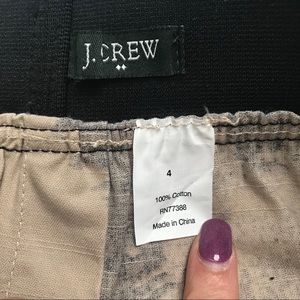 J.CREW
4
100% Cotton
RN77388
Made in China